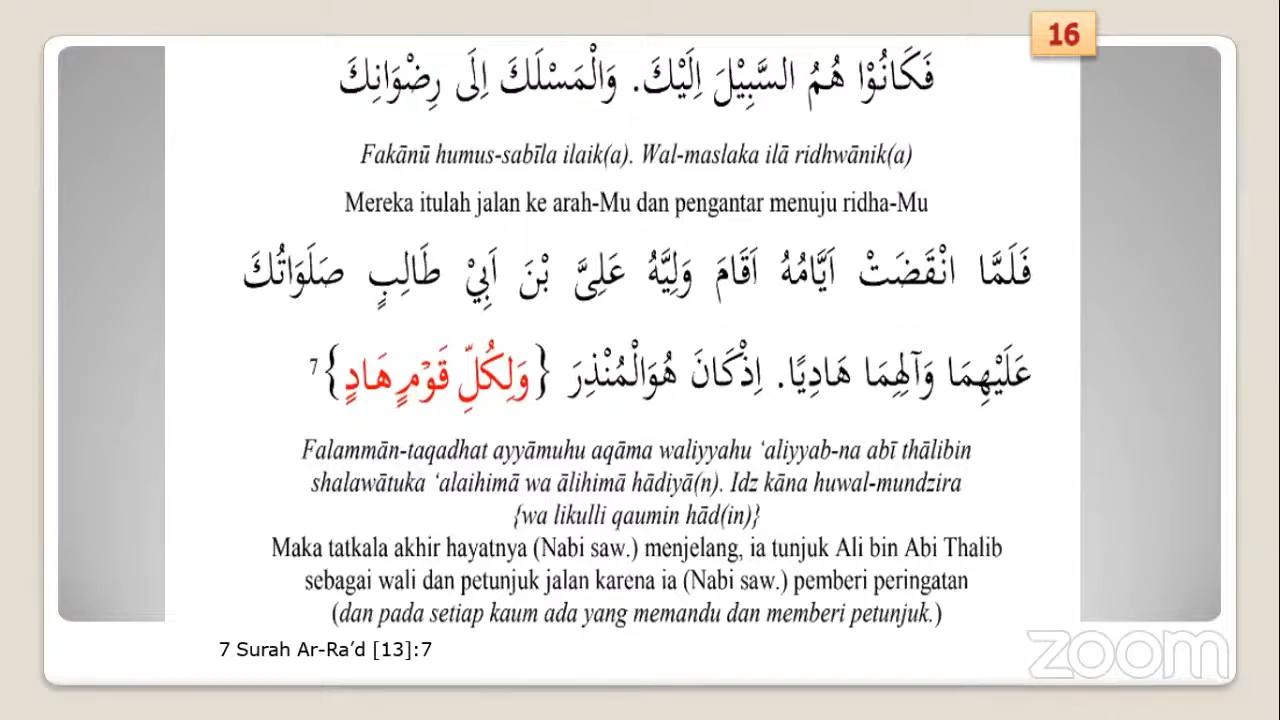 16
فَكَانُوْا هُمُ السَّبِيْلَ اِلَيْكَ. وَالْمَسْلَكَ اِلَى رِضْوَانِكَ
Fakānū humus-sabīla ilaik(a). Wal-maslaka ilā ridhwānik(a)
Mereka itulah jalan ke arah-Mu dan pengantar menuju ridha-Mu
فَلَمَّا انْقَضَتْ اَيَّامُهُ اَقَامَ وَلِيَّهُ عَلِىَّ بْنَ اَبِيْ طَالِبٍ صَلَوَاتُكَ
عَلَيْهِمَا وَآلِهِمَا هَادِيًا. اِذْكَانَ هُوَالْمُنْذِرَ {وَلِكُلِّ قَوْمٍ هَادٍ}7
Falammān-taqadhat ayyāmuhu aqāma waliyyahu ‘aliyyab-na abī thālibin
shalawātuka ‘alaihimā wa ālihimā hādiyā(n). Idz kāna huwal-mundzira
{wa likulli qaumin hād(in)}
Maka tatkala akhir hayatnya (Nabi saw.) menjelang, ia tunjuk Ali bin Abi Thalib
sebagai wali dan petunjuk jalan karena ia (Nabi saw.) pemberi peringatan
(dan pada setiap kaum ada yang memandu dan memberi petunjuk.)
7 Surah Ar-Ra’d [13]:7
zoom